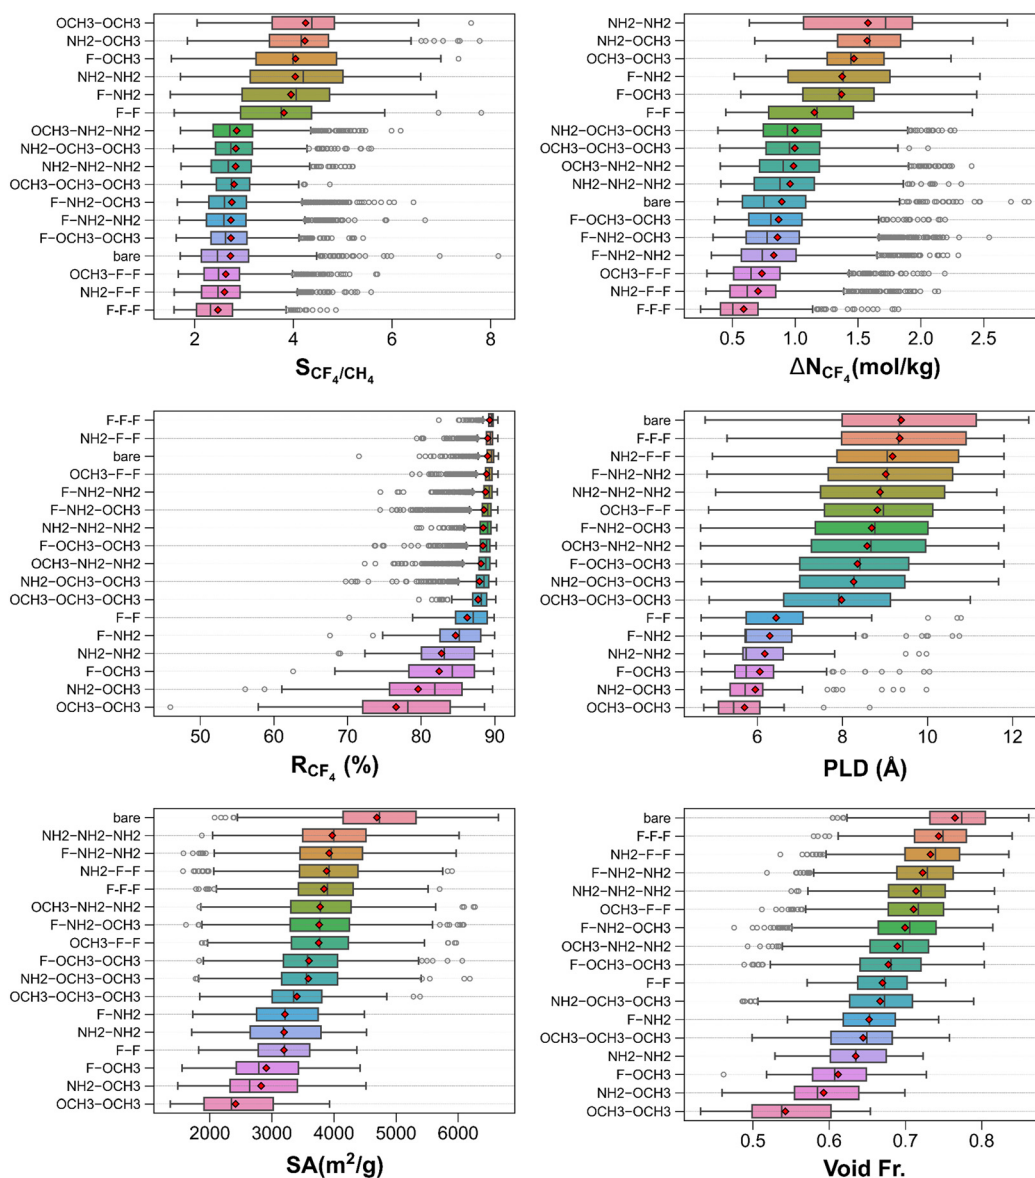 OCH3-OCH3
NH2-OCH3
F-OCH3
NH2-NH2
F-NH2
F-F
OCH3-NH2-NH2
NH2-OCH3-OCH3
NH2-NH2-NH2
OCH3-OCH3-OCH3
F-NH2-OCH3
F-NH2-NH2
F-OCH3-OCH3
bare
OCH3-F-F
NH2-F-F
F-F-F
2 4 6 8
S_CF₄/CH₄
NH2-NH2
NH2-OCH3
OCH3-OCH3
F-NH2
F-OCH3
F-F
NH2-OCH3-OCH3
OCH3-OCH3-OCH3
OCH3-NH2-NH2
NH2-NH2-NH2
bare
F-OCH3-OCH3
F-NH2-OCH3
F-NH2-NH2
OCH3-F-F
NH2-F-F
F-F-F
0.5 1.0 1.5 2.0 2.5
ΔN_CF₄(mol/kg)
F-F-F
NH2-F-F
bare
OCH3-F-F
F-NH2-NH2
F-NH2-OCH3
NH2-NH2-NH2
F-OCH3-OCH3
OCH3-NH2-NH2
NH2-OCH3-OCH3
OCH3-OCH3-OCH3
F-F
F-NH2
NH2-NH2
F-OCH3
NH2-OCH3
OCH3-OCH3
50 60 70 80 90
R_CF₄ (%)
bare
F-F-F
NH2-F-F
F-NH2-NH2
NH2-NH2-NH2
OCH3-F-F
F-NH2-OCH3
OCH3-NH2-NH2
F-OCH3-OCH3
NH2-OCH3-OCH3
OCH3-OCH3-OCH3
F-F
F-NH2
NH2-NH2
F-OCH3
NH2-OCH3
OCH3-OCH3
6 8 10 12
PLD (Å)
bare
NH2-NH2-NH2
F-NH2-NH2
NH2-F-F
F-F-F
OCH3-NH2-NH2
F-NH2-OCH3
OCH3-F-F
F-OCH3-OCH3
NH2-OCH3-OCH3
OCH3-OCH3-OCH3
F-NH2
NH2-NH2
F-F
F-OCH3
NH2-OCH3
OCH3-OCH3
2000 3000 4000 5000 6000
SA(m²/g)
bare
F-F-F
NH2-F-F
F-NH2-NH2
NH2-NH2-NH2
OCH3-F-F
F-NH2-OCH3
OCH3-NH2-NH2
F-OCH3-OCH3
F-F
NH2-OCH3-OCH3
F-NH2
OCH3-OCH3-OCH3
NH2-NH2
F-OCH3
NH2-OCH3
OCH3-OCH3
0.5 0.6 0.7 0.8
Void Fr.